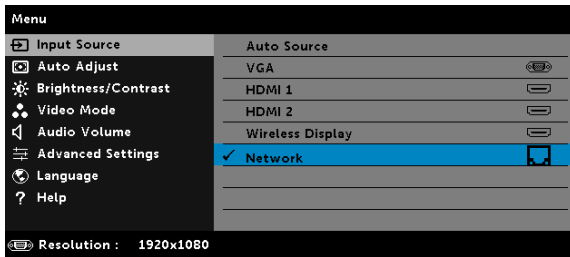 Menu
Input Source
Auto Adjust
Brightness/Contrast
Video Mode
Audio Volume
Advanced Settings
Language
? Help
Auto Source
VGA
HDMI 1
HDMI 2
Wireless Display
✓ Network
Resolution : 1920x1080